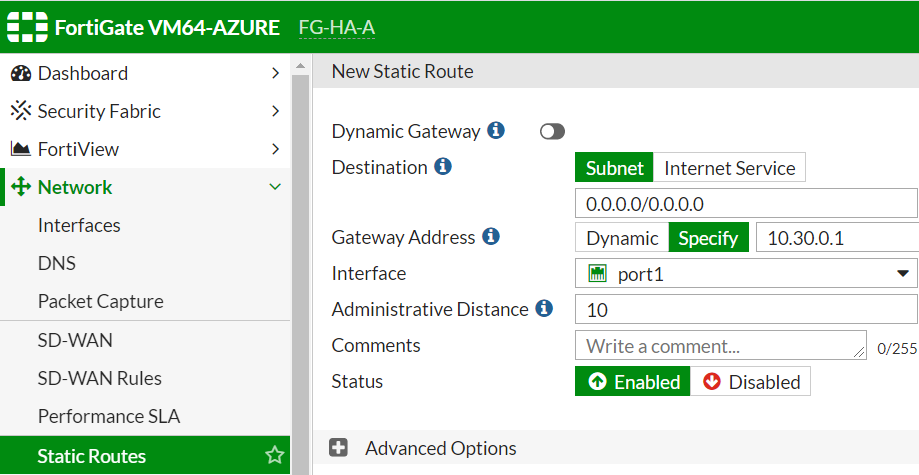 FortiGate VM64-AZURE FG-HA-A
Dashboard
Security Fabric
FortiView
Network
Interfaces
DNS
Packet Capture
SD-WAN
SD-WAN Rules
Performance SLA
Static Routes
New Static Route
Dynamic Gateway
Destination Subnet Internet Service
0.0.0.0/0.0.0.0
Gateway Address Dynamic Specify 10.30.0.1
Interface port1
Administrative Distance 10
Comments Write a comment... 0/255
Status Enabled Disabled
Advanced Options